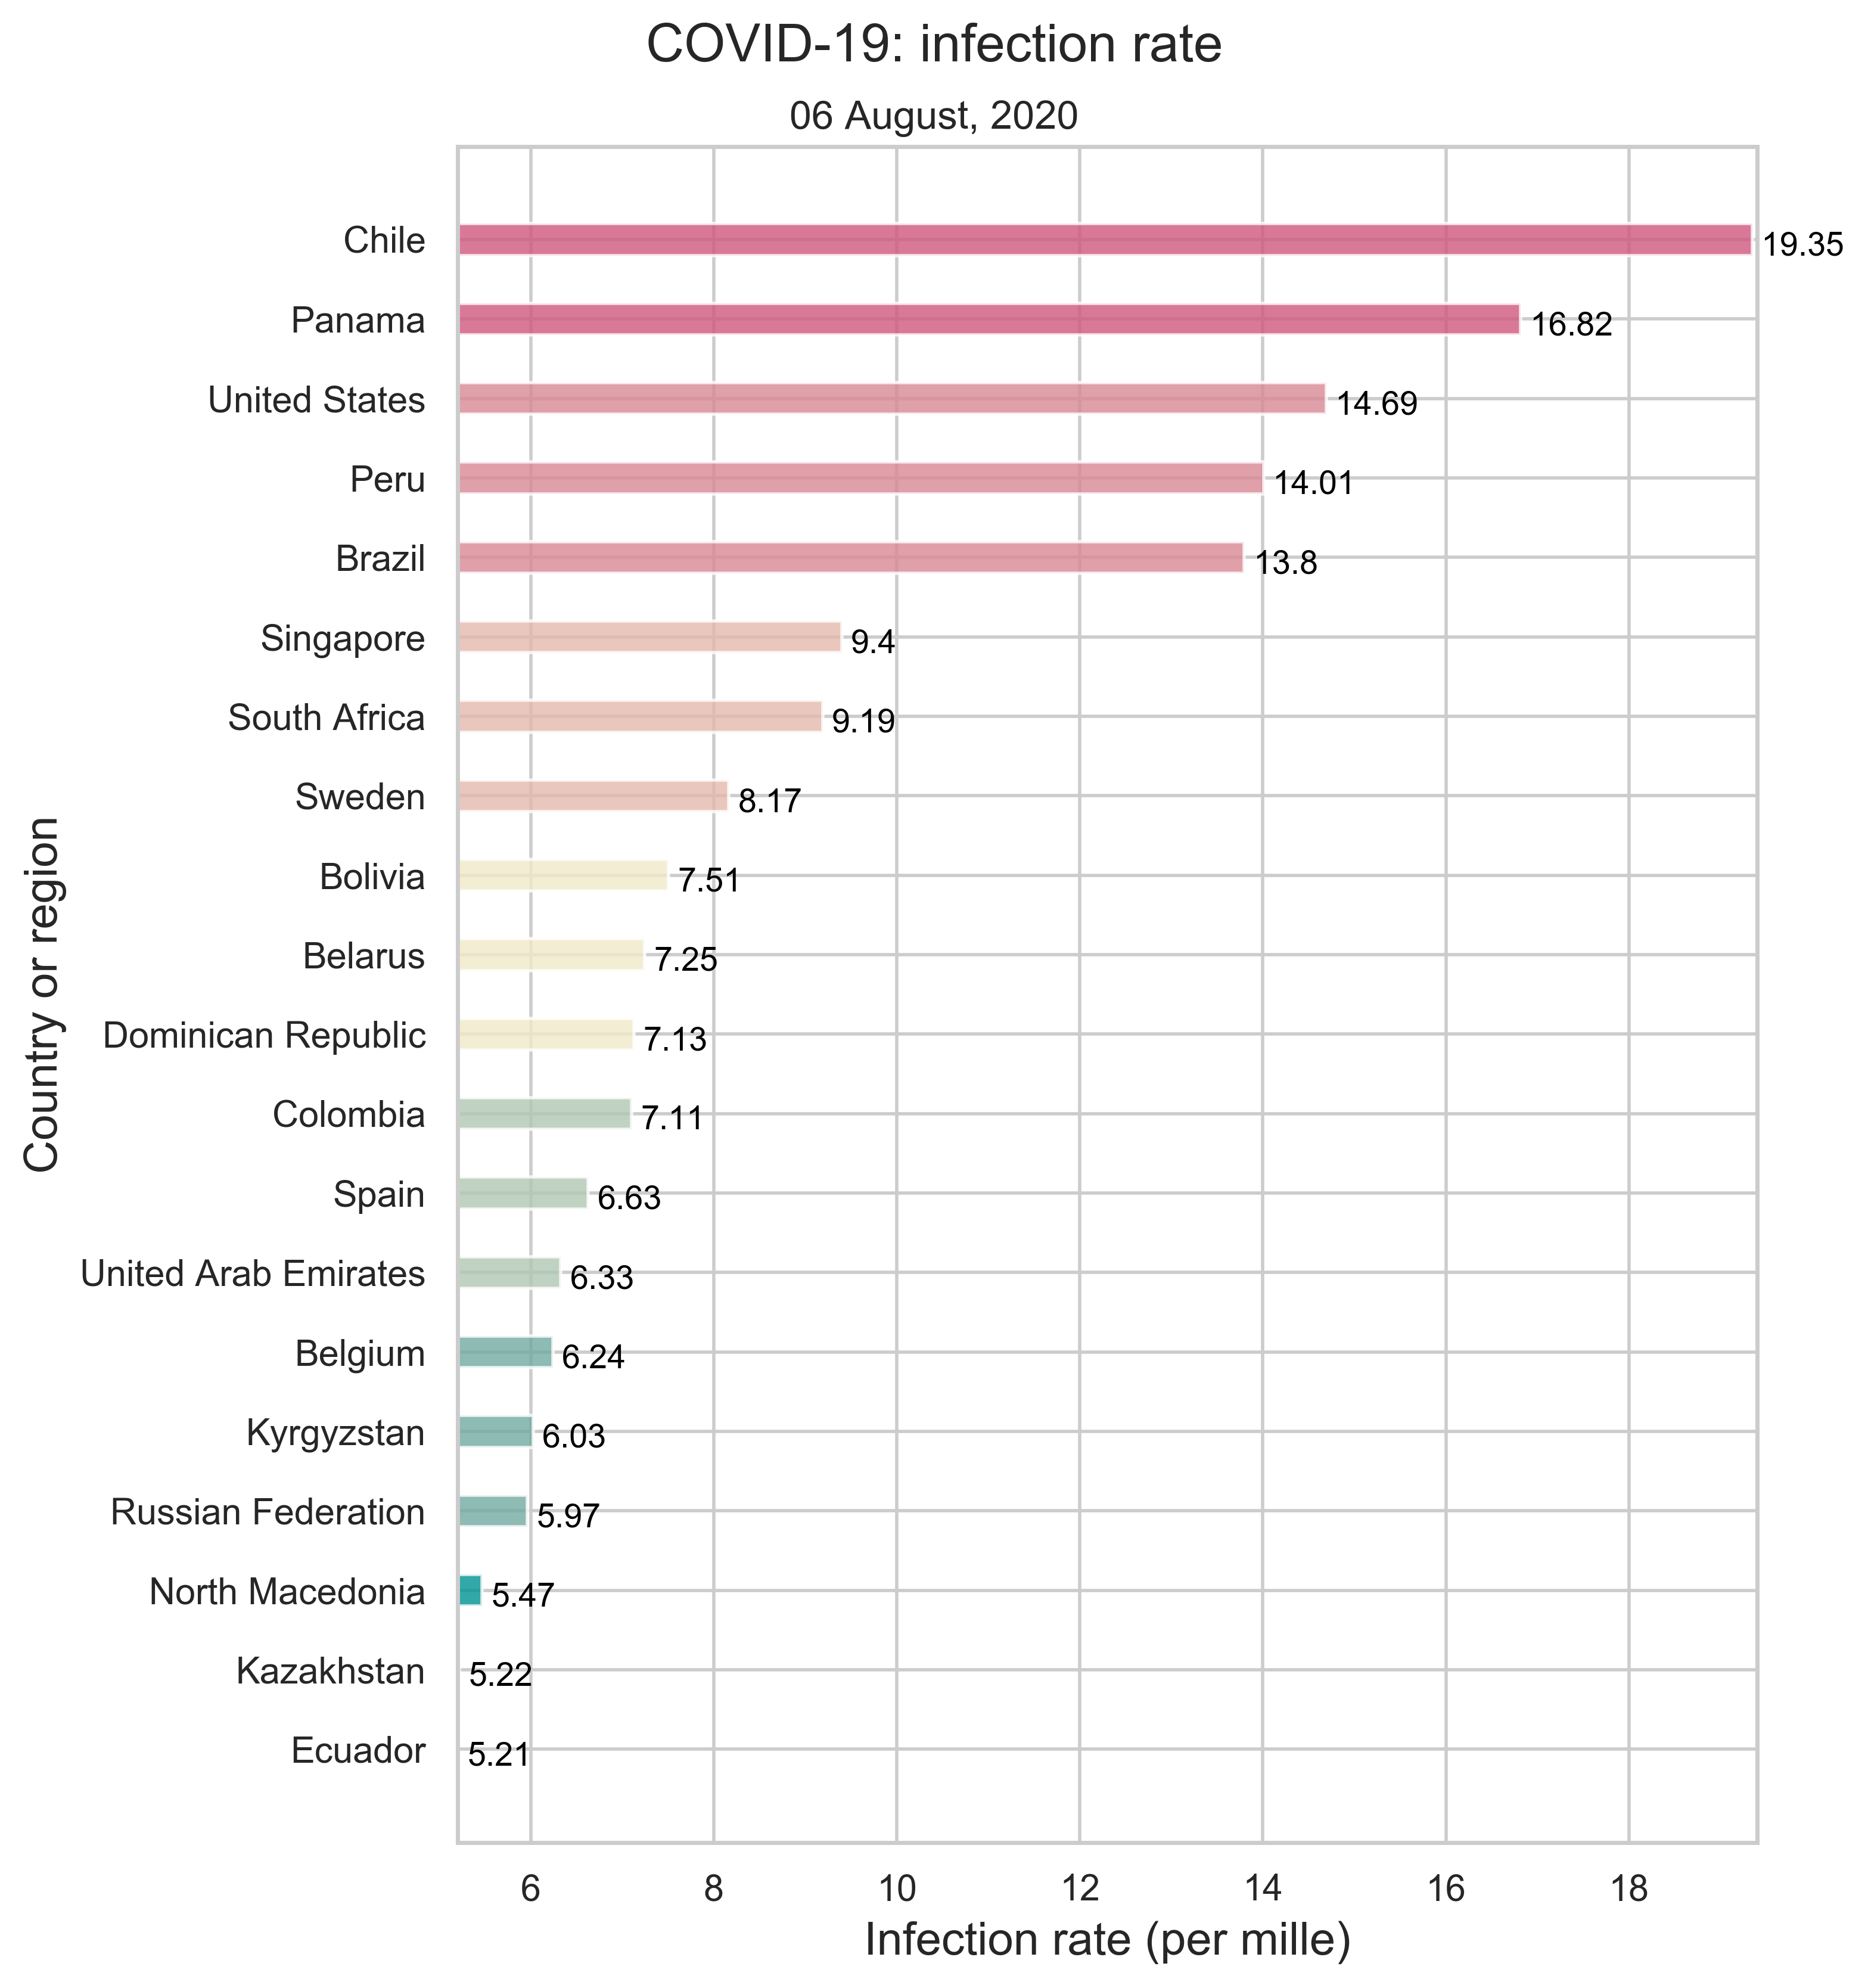 COVID-19: infection rate
06 August, 2020
Chile 19.35
Panama 16.82
United States 14.69
Peru 14.01
Brazil 13.8
Singapore 9.4
South Africa 9.19
Sweden 8.17
Bolivia 7.51
Belarus 7.25
Dominican Republic 7.13
Colombia 7.11
Spain 6.63
United Arab Emirates 6.33
Belgium 6.24
Kyrgyzstan 6.03
Russian Federation 5.97
North Macedonia 5.47
Kazakhstan 5.22
Ecuador 5.21
Country or region
6 8 10 12 14 16 18
Infection rate (per mille)